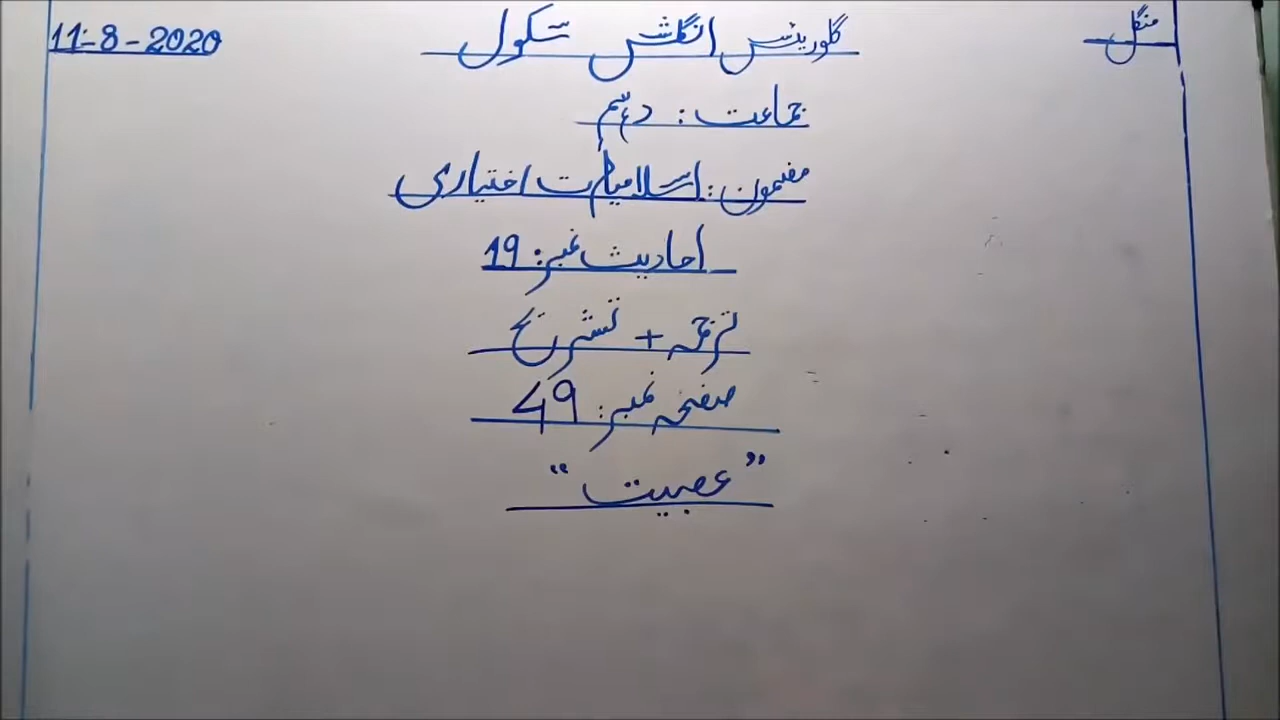 منگل
گلوریئس انگلش سکول
11-8-2020
جماعت : دہم
مضمون : اسلامیات اختیاری
احادیث نمبر : 19
ترجمہ + تشریح
صفحہ نمبر : 49
"عصبیت"